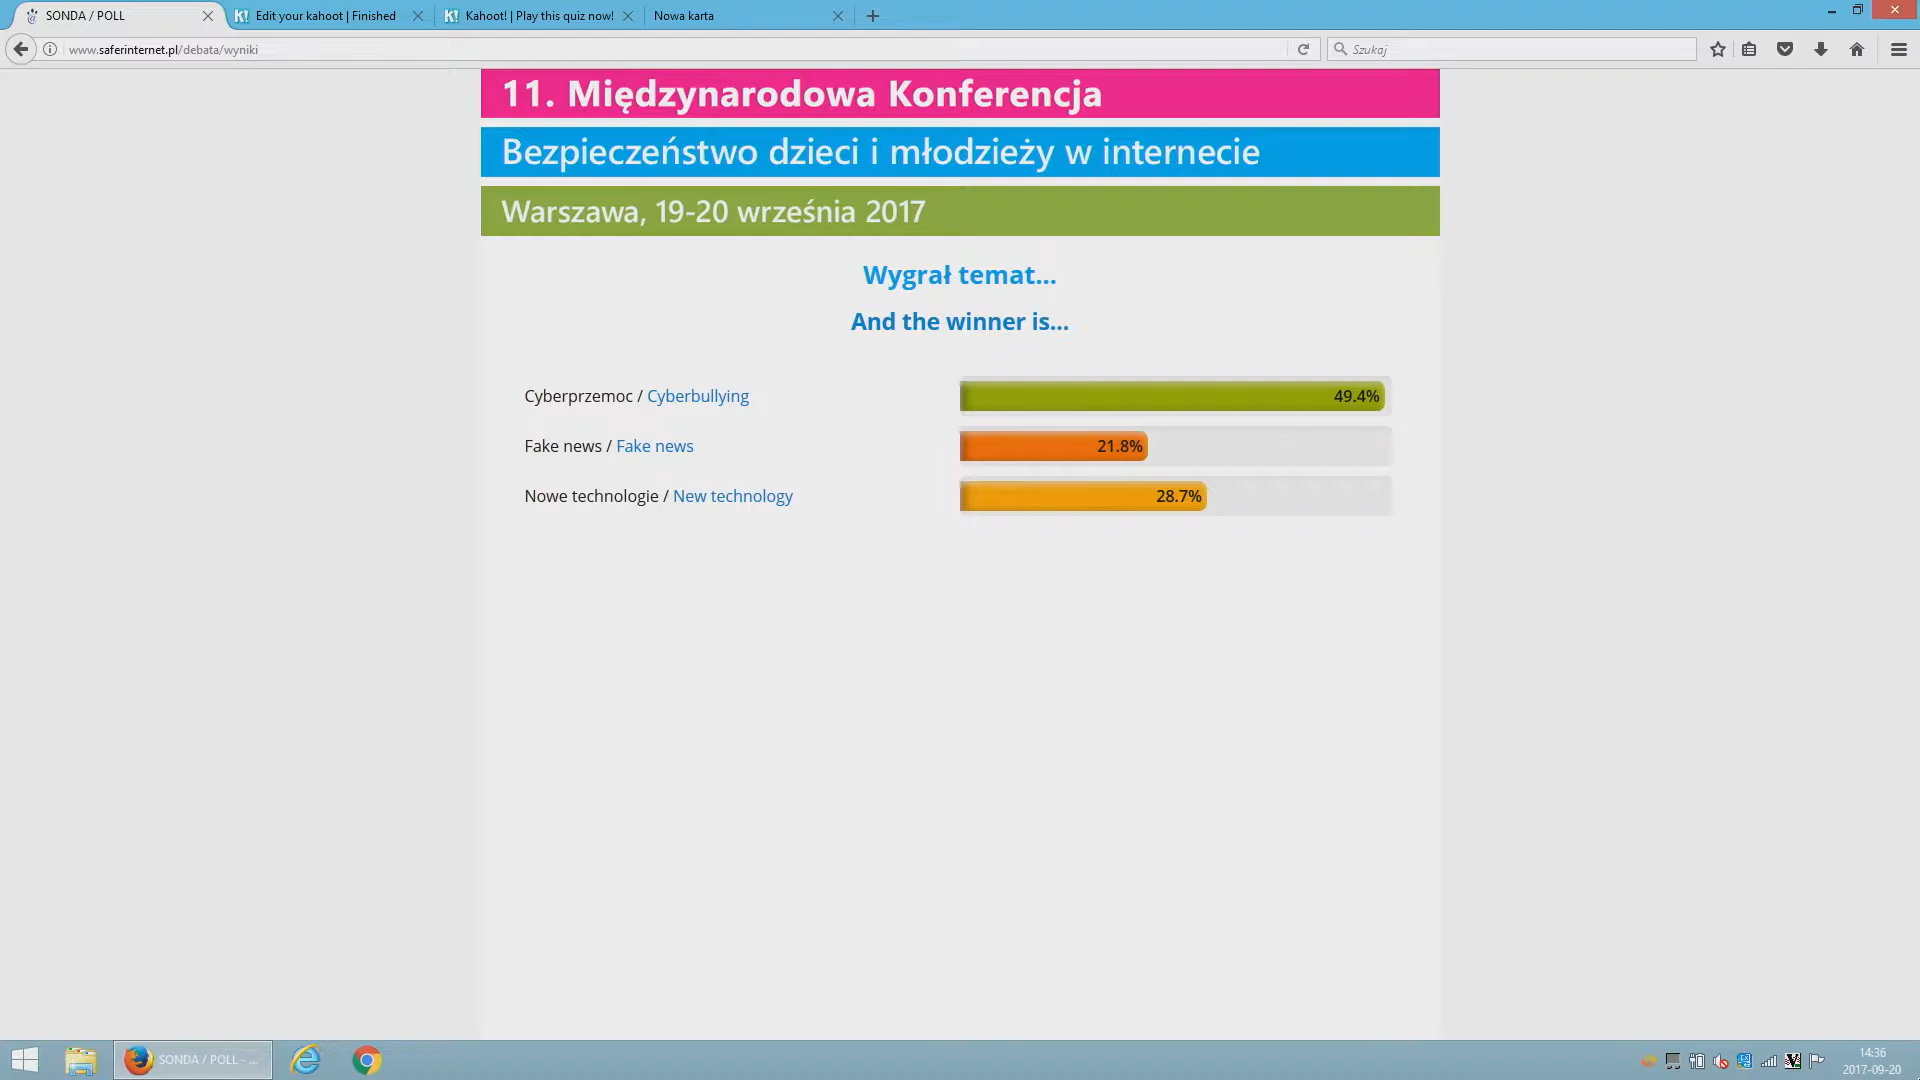 SONDA / POLL
Edit your kahoot | Finished
Kahoot! | Play this quiz now!
Nowa karta
www.saferinternet.pl/debata/wyniki
Szukaj
11. Międzynarodowa Konferencja
Bezpieczeństwo dzieci i młodzieży w internecie
Warszawa, 19-20 września 2017
Wygrał temat...
And the winner is...
Cyberprzemoc / Cyberbullying 49.4%
Fake news / Fake news 21.8%
Nowe technologie / New technology 28.7%
SONDA / POLL - ...
14:36
2017-09-20